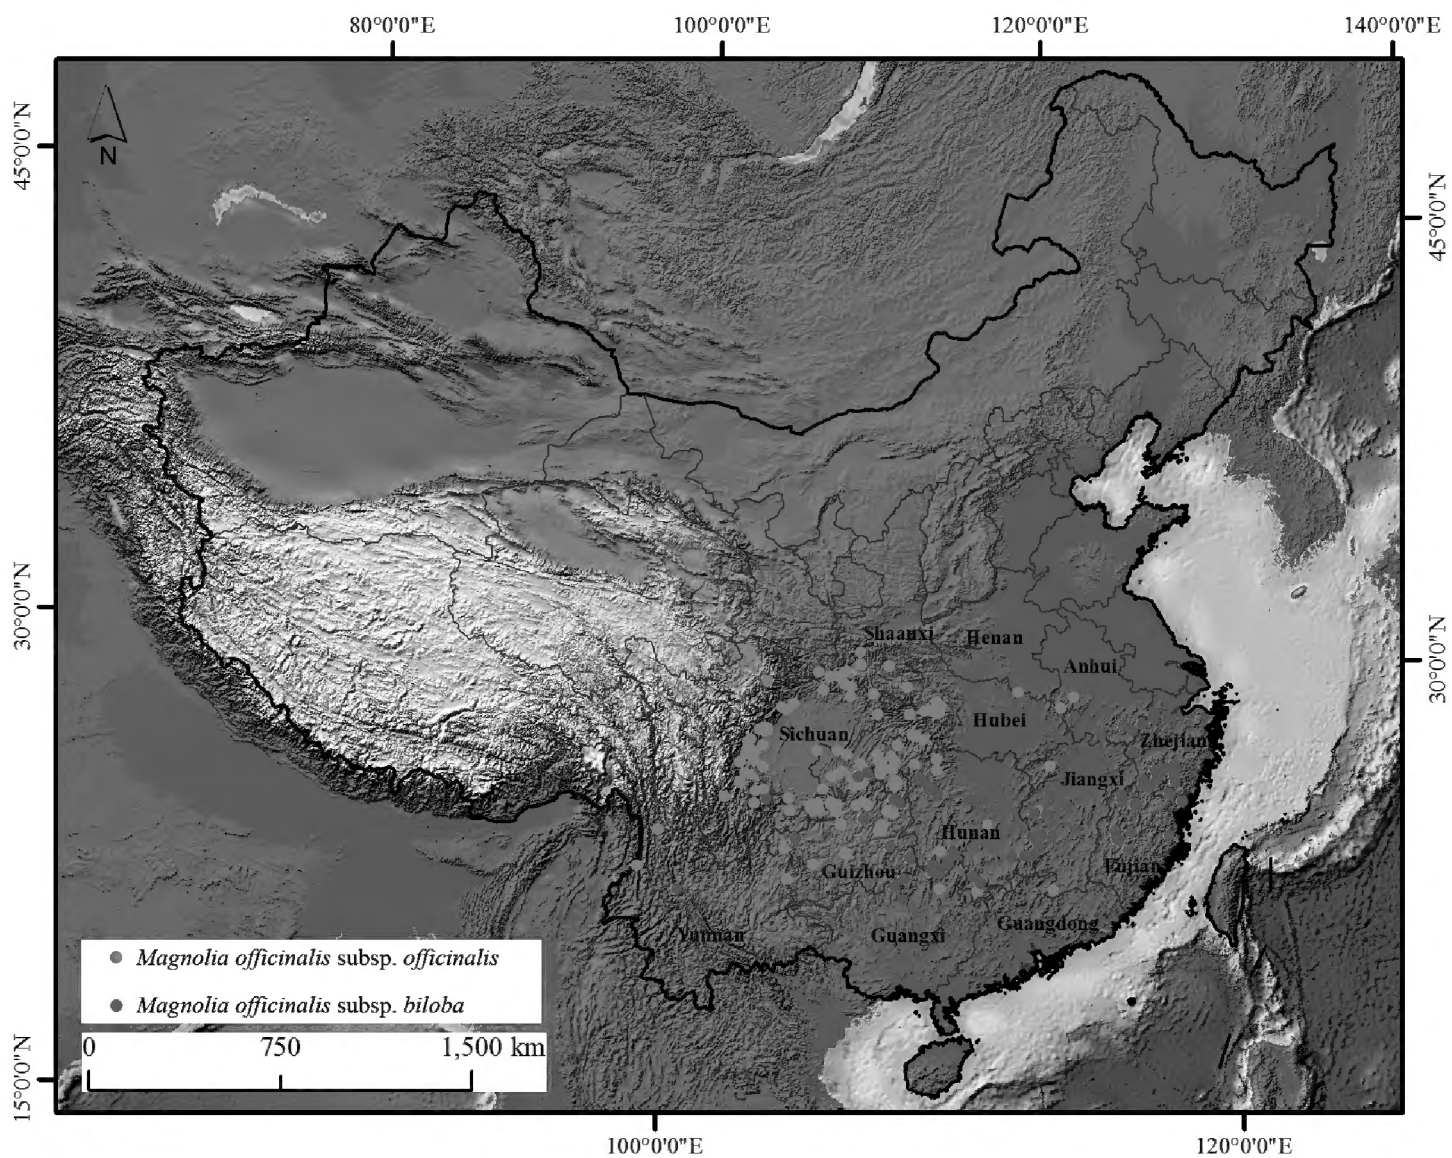 80°0'0"E 100°0'0"E 120°0'0"E 140°0'0"E
45°0'0"N
45°0'0"N
N
30°0'0"N
30°0'0"N
Shaanxi Henan
Anhui
Hubei
Sichuan
Zhejian
Jiangxi
Hunan
Guizhou
Fujian
Guangdong
Guangxi
Yunnan
Magnolia officinalis subsp. officinalis
Magnolia officinalis subsp. biloba
0 750 1,500 km
15°0'0"N
100°0'0"E 120°0'0"E